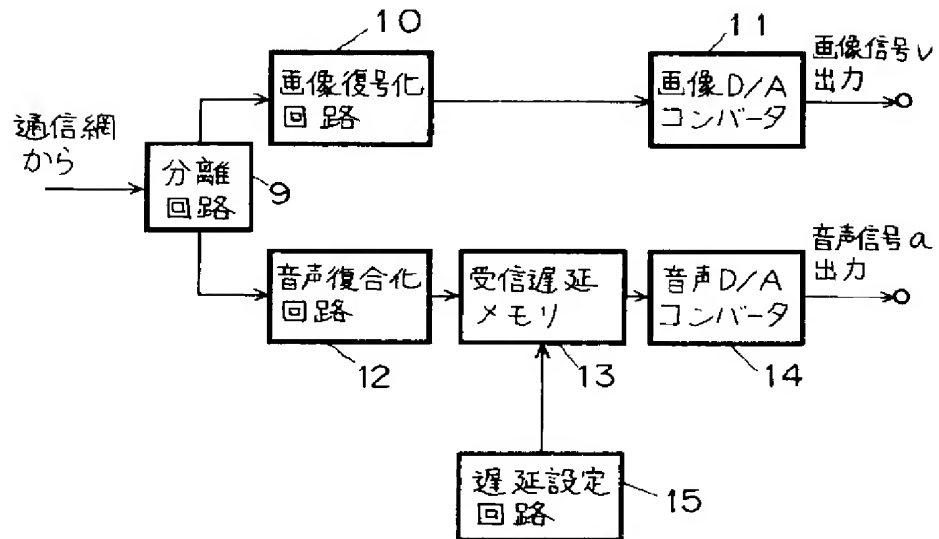 10
画像復号化
回路
11
画像D/A
コンバータ
画像信号v
出力
通信網
から
分離
回路
9
音声復合化
回路
12
受信遅延
メモリ
13
音声D/A
コンバータ
14
音声信号a
出力
遅延設定
回路
15